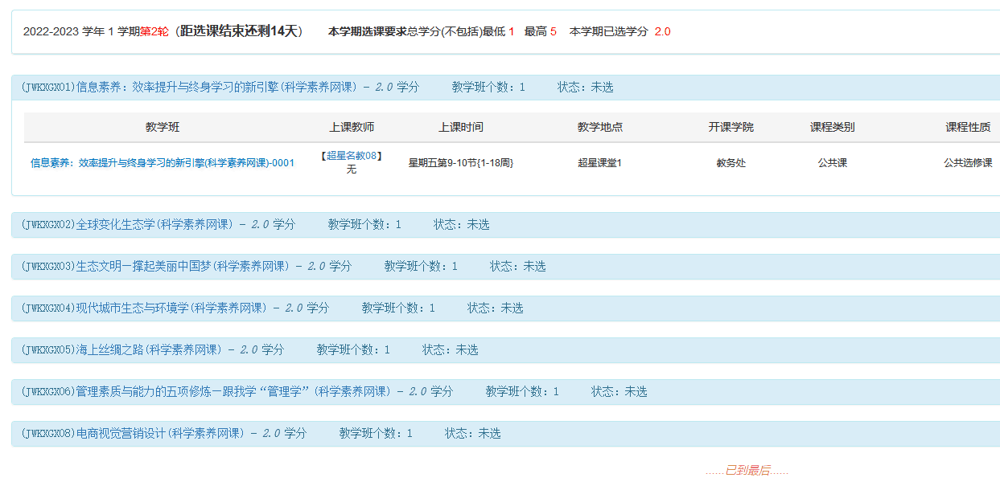 2022-2023 学年 1 学期第2轮（距选课结束还剩14天） 本学期选课要求总学分(不包括)最低 1 最高 5 本学期已选学分 2.0
(JWKXGX01)信息素养：效率提升与终身学习的新引擎(科学素养网课) - 2.0 学分 教学班个数：1 状态：未选
教学班 上课教师 上课时间 教学地点 开课学院 课程类别 课程性质
信息素养：效率提升与终身学习的新引擎(科学素养网课)-0001 【超星名教08】 星期五第9-10节{1-18周} 超星课堂1 教务处 公共课 公共选修课
无
(JWKXGX02)全球变化生态学(科学素养网课) - 2.0 学分 教学班个数：1 状态：未选
(JWKXGX03)生态文明—撑起美丽中国梦(科学素养网课) - 2.0 学分 教学班个数：1 状态：未选
(JWKXGX04)现代城市生态与环境学(科学素养网课) - 2.0 学分 教学班个数：1 状态：未选
(JWKXGX05)海上丝绸之路(科学素养网课) - 2.0 学分 教学班个数：1 状态：未选
(JWKXGX06)管理素质与能力的五项修炼—跟我学“管理学”(科学素养网课) - 2.0 学分 教学班个数：1 状态：未选
(JWKXGX08)电商视觉营销设计(科学素养网课) - 2.0 学分 教学班个数：1 状态：未选
......已到最后......